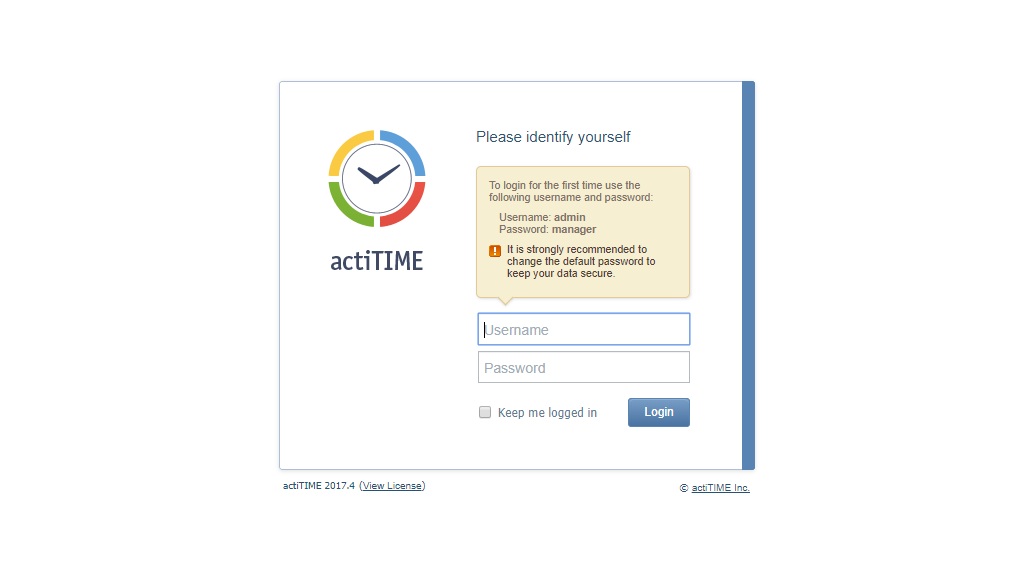 Please identify yourself
To login for the first time use the
following username and password:
Username: admin
Password: manager
It is strongly recommended to
change the default password to
keep your data secure.
actiTIME
Username
Password
Keep me logged in
Login
actiTIME 2017.4 (View License)
© actiTIME Inc.